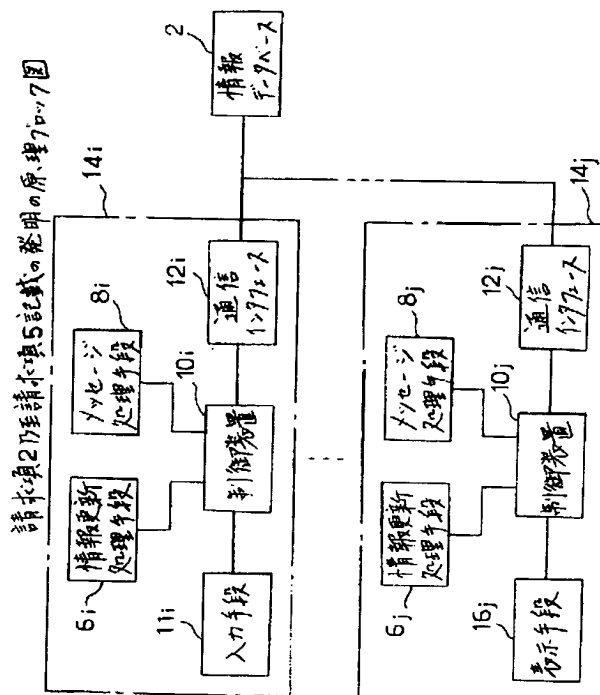 請求項2乃至請求項5記載の発明の原理ブロック図
14i
情報更新
処理手段
6i
メッセージ
処理手段
8i
入力手段
11i
制御装置
10i
通信
インタフェース
12i
情報
データベース
2
14j
情報更新
処理手段
6j
メッセージ
処理手段
8j
表示手段
16j
制御装置
10j
通信
インタフェース
12j